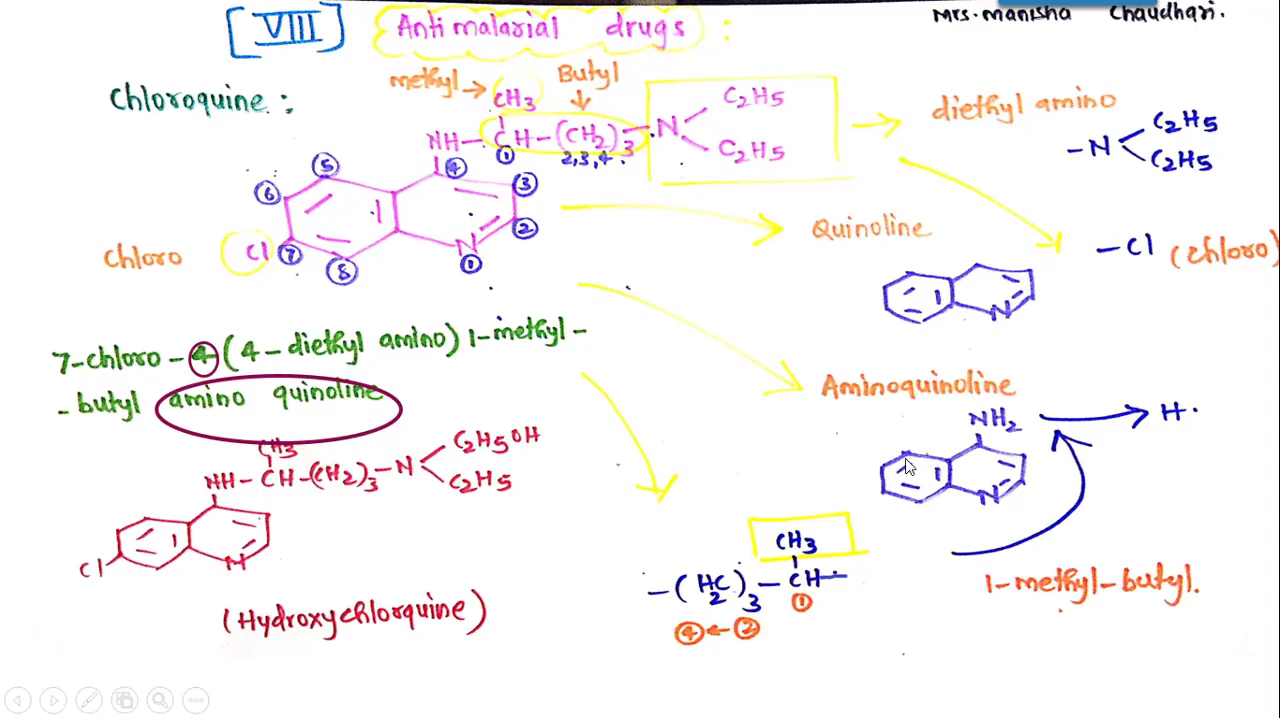 [VIII] Antimalarial drugs :
Mrs. manisha Chaudhari.
Chloroquine :
methyl → Butyl
CH3
NH - CH - (CH2)3 - N
C2H5
C2H5
① 2,3,4
④
⑤
⑥
③
②
Cl ⑦
⑧
N
①
Chloro
diethyl amino
- N
C2H5
C2H5
Quinoline
N
- Cl (chloro)
7-chloro - 4 (4 - diethyl amino) 1-methyl -
- butyl amino quinoline
Aminoquinoline
NH2 → H.
N
CH3
NH - CH - (CH2)3 - N
C2H5OH
C2H5
Cl
N
(Hydroxychlorquine)
CH3
- (H2C)3 - CH -
①
④ ← ②
1-methyl-butyl.